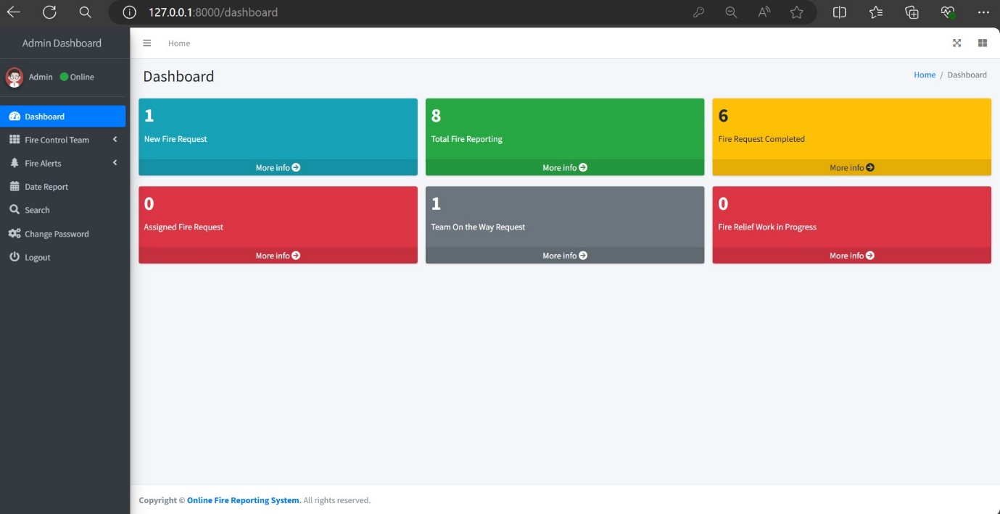 127.0.0.1:8000/dashboard
Admin Dashboard
Home
Admin Online
Dashboard
Home / Dashboard
Dashboard
Fire Control Team
Fire Alerts
Date Report
Search
Change Password
Logout
1
New Fire Request
More info
8
Total Fire Reporting
More info
6
Fire Request Completed
More info
0
Assigned Fire Request
More info
1
Team On the Way Request
More info
0
Fire Relief Work in Progress
More info
Copyright © Online Fire Reporting System. All rights reserved.